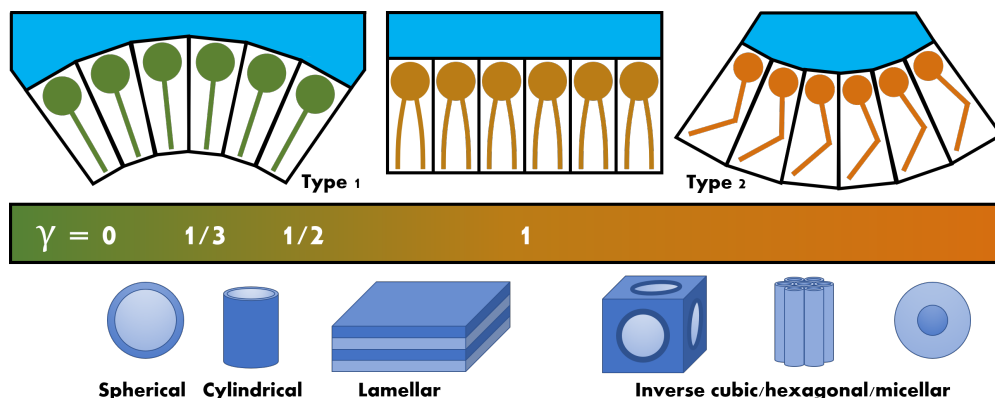 Type 1
Type 2
γ = 0 1/3 1/2 1
Spherical Cylindrical Lamellar Inverse cubic/hexagonal/micellar